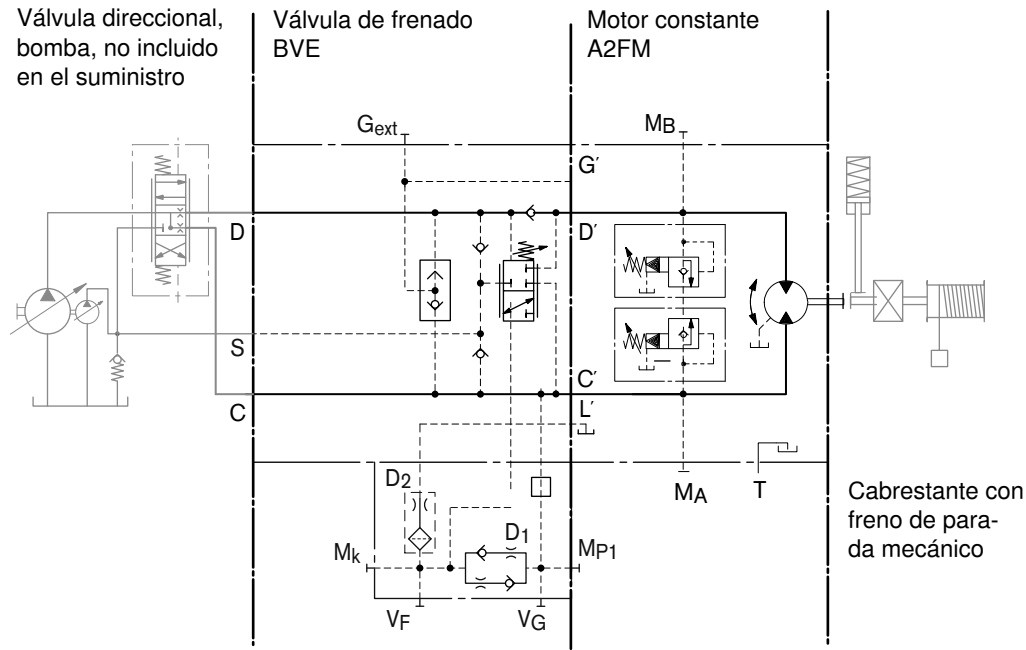 Válvula direccional,
bomba, no incluido
en el suministro
Válvula de frenado
BVE
Motor constante
A2FM
Gext
MB
G′
D
D′
S
C′
C
L′
D2
MA
T
D1
Mk
MP1
VF
VG
Cabrestante con
freno de para-
da mecánico